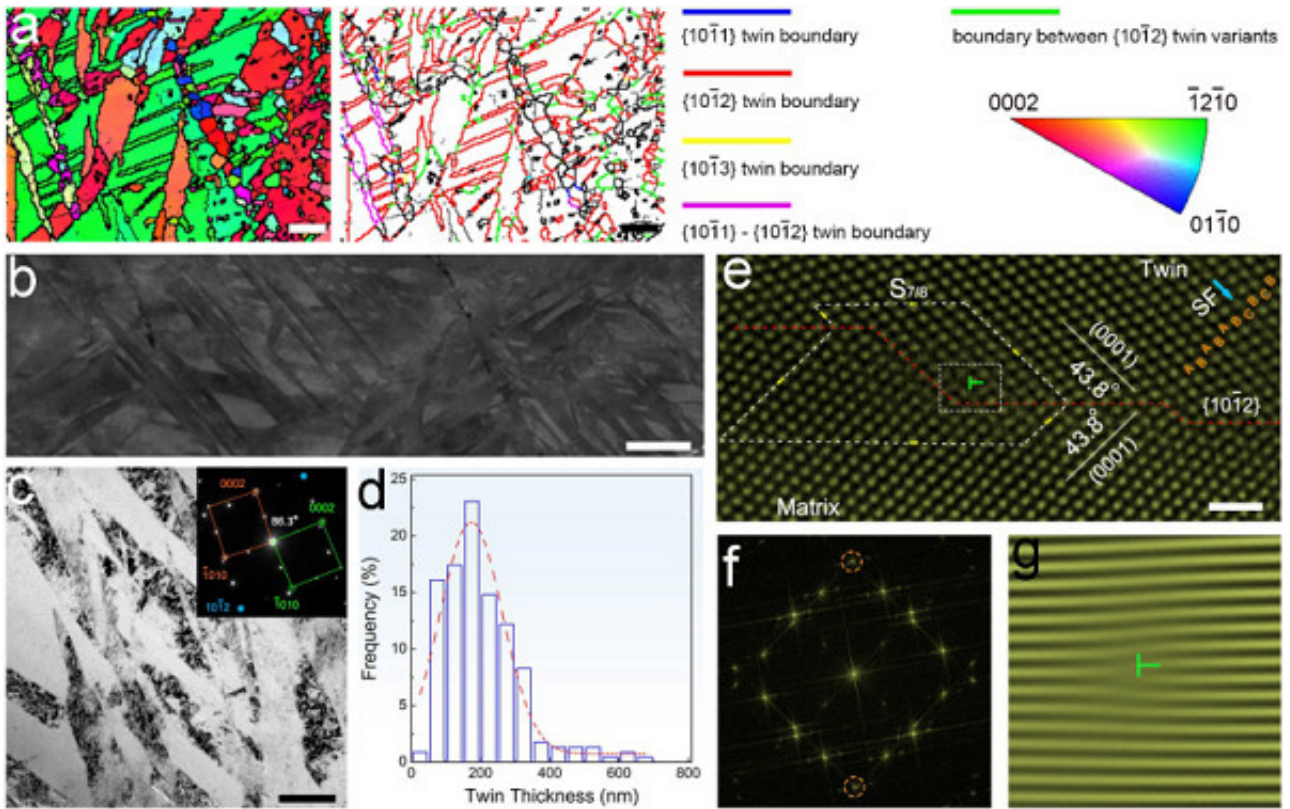 a
{101̄1} twin boundary
boundary between {101̄2} twin variants
{101̄2} twin boundary
{101̄3} twin boundary
{101̄1} - {101̄2} twin boundary
0002
1̄21̄0
011̄0
b
c
0002
86.3°
0002
1̄010
1̄010
101̄2
d
25
20
15
10
5
0
0
200
400
600
800
Frequency (%)
Twin Thickness (nm)
e
Twin
S7/8
SF
A
B
A
B
A
B
C
B
C
B
(0001)
43.8°
43.8°
(0001)
{101̄2}
Matrix
f
g